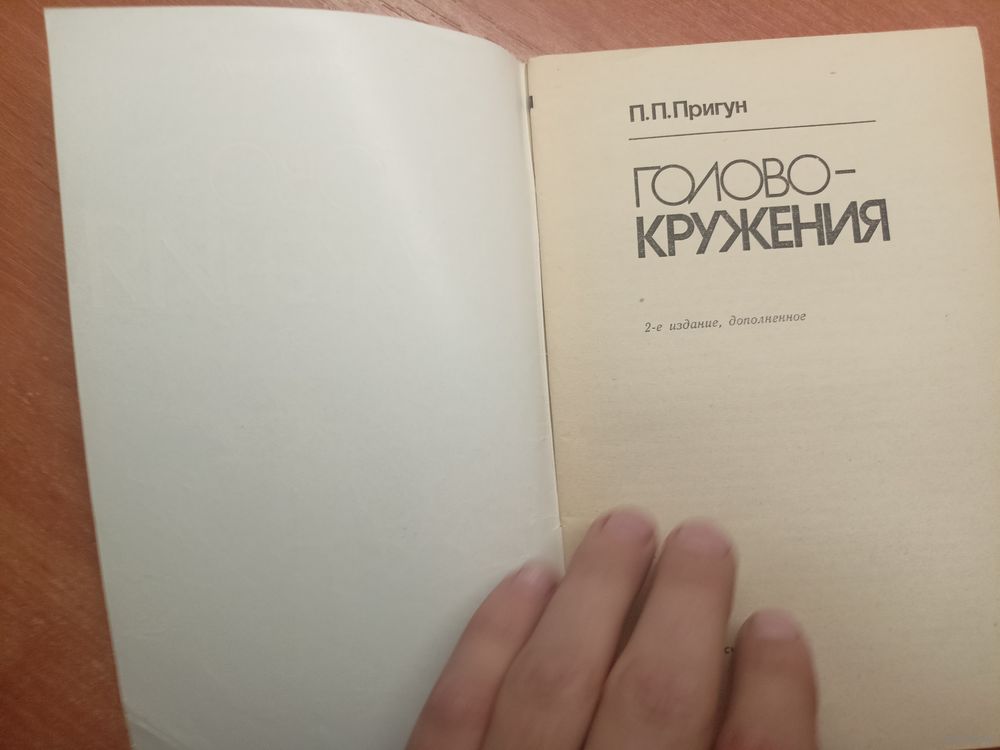 П.П.Пригун
ГОЛОВО-
КРУЖЕНИЯ
2-е издание, дополненное